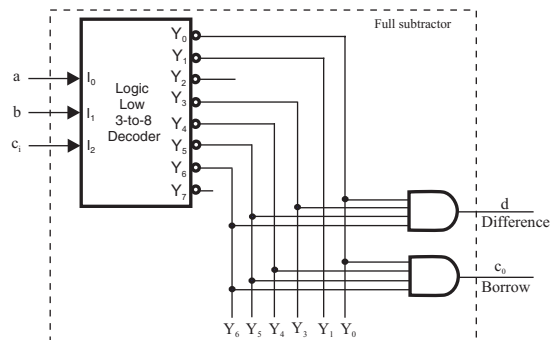 Full subtractor
Y0
Y1
Y2
Y3
Y4
Y5
Y6
Y7
a
b
ci
I0
I1
I2
Logic
Low
3-to-8
Decoder
d
Difference
c0
Borrow
Y6 Y5 Y4 Y3 Y1 Y0